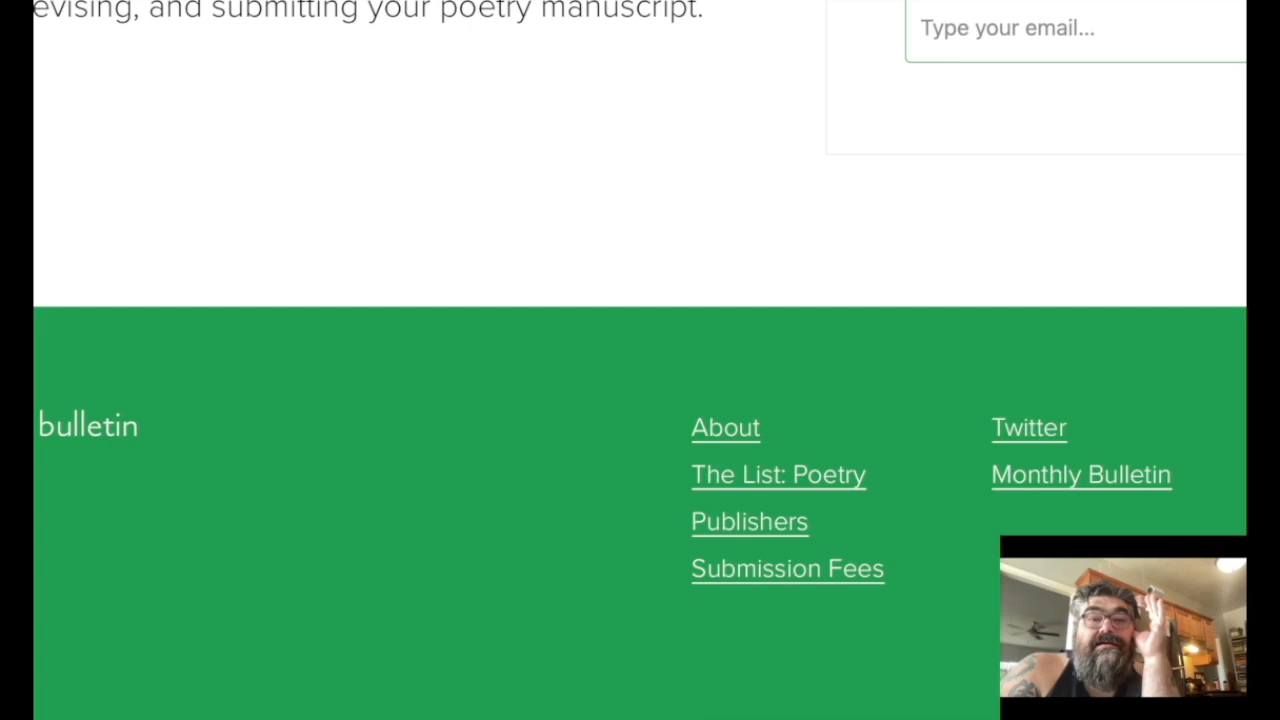 evising, and submitting your poetry manuscript.
Type your email...
bulletin
About
The List: Poetry
Publishers
Submission Fees
Twitter
Monthly Bulletin